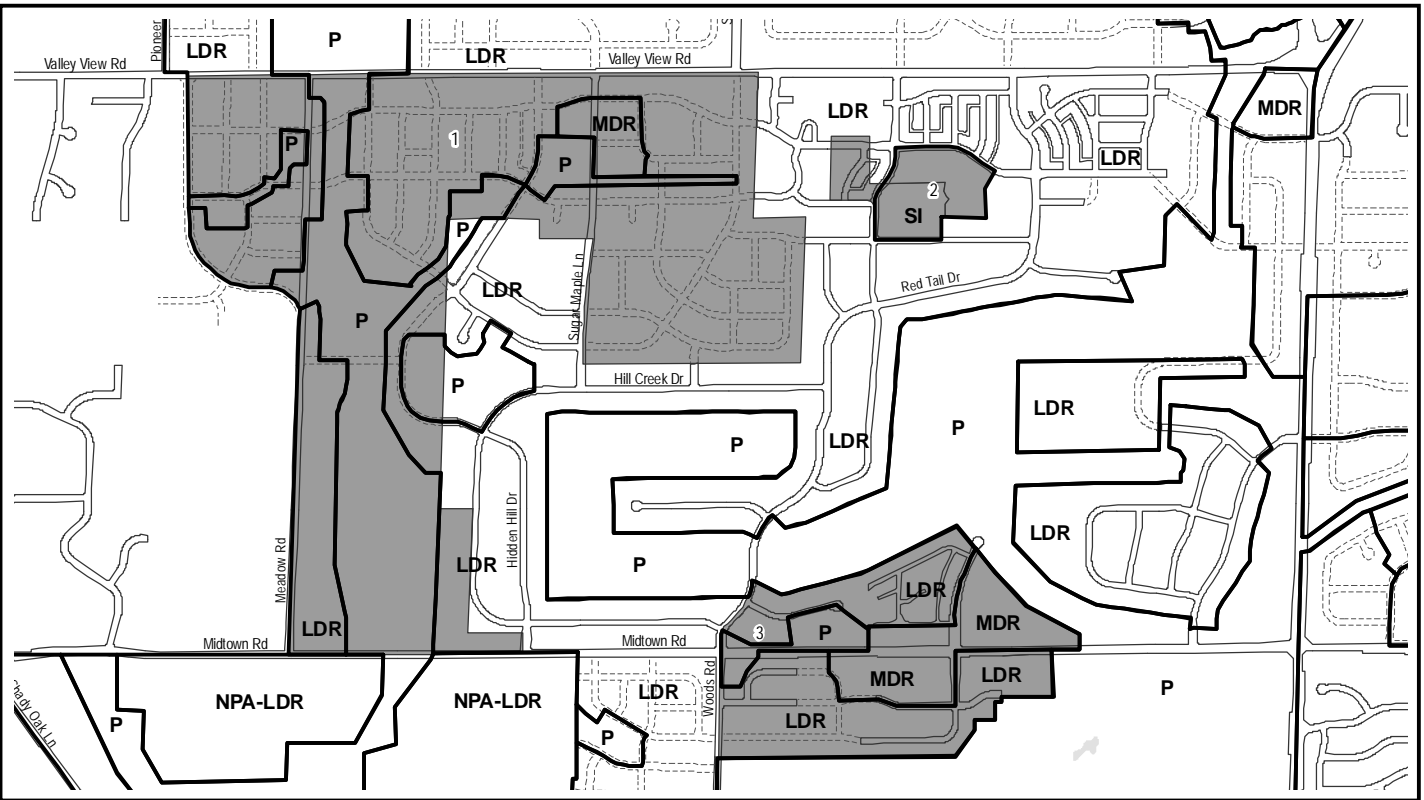 Pioneer
LDR
P
LDR
S
Valley View Rd
Valley View Rd
MDR
LDR
MDR
1
P
P
LDR
2
SI
P
LDR
Sugar Maple Ln
Red Tail Dr
P
Hill Creek Dr
P
LDR
P
P
LDR
Hidden Hill Dr
LDR
Meadow Rd
LDR
P
LDR
MDR
LDR
3
P
Midtown Rd
Midtown Rd
Woods Rd
LDR
MDR
LDR
P
NPA-LDR
NPA-LDR
LDR
P
P
Shady Oak Ln